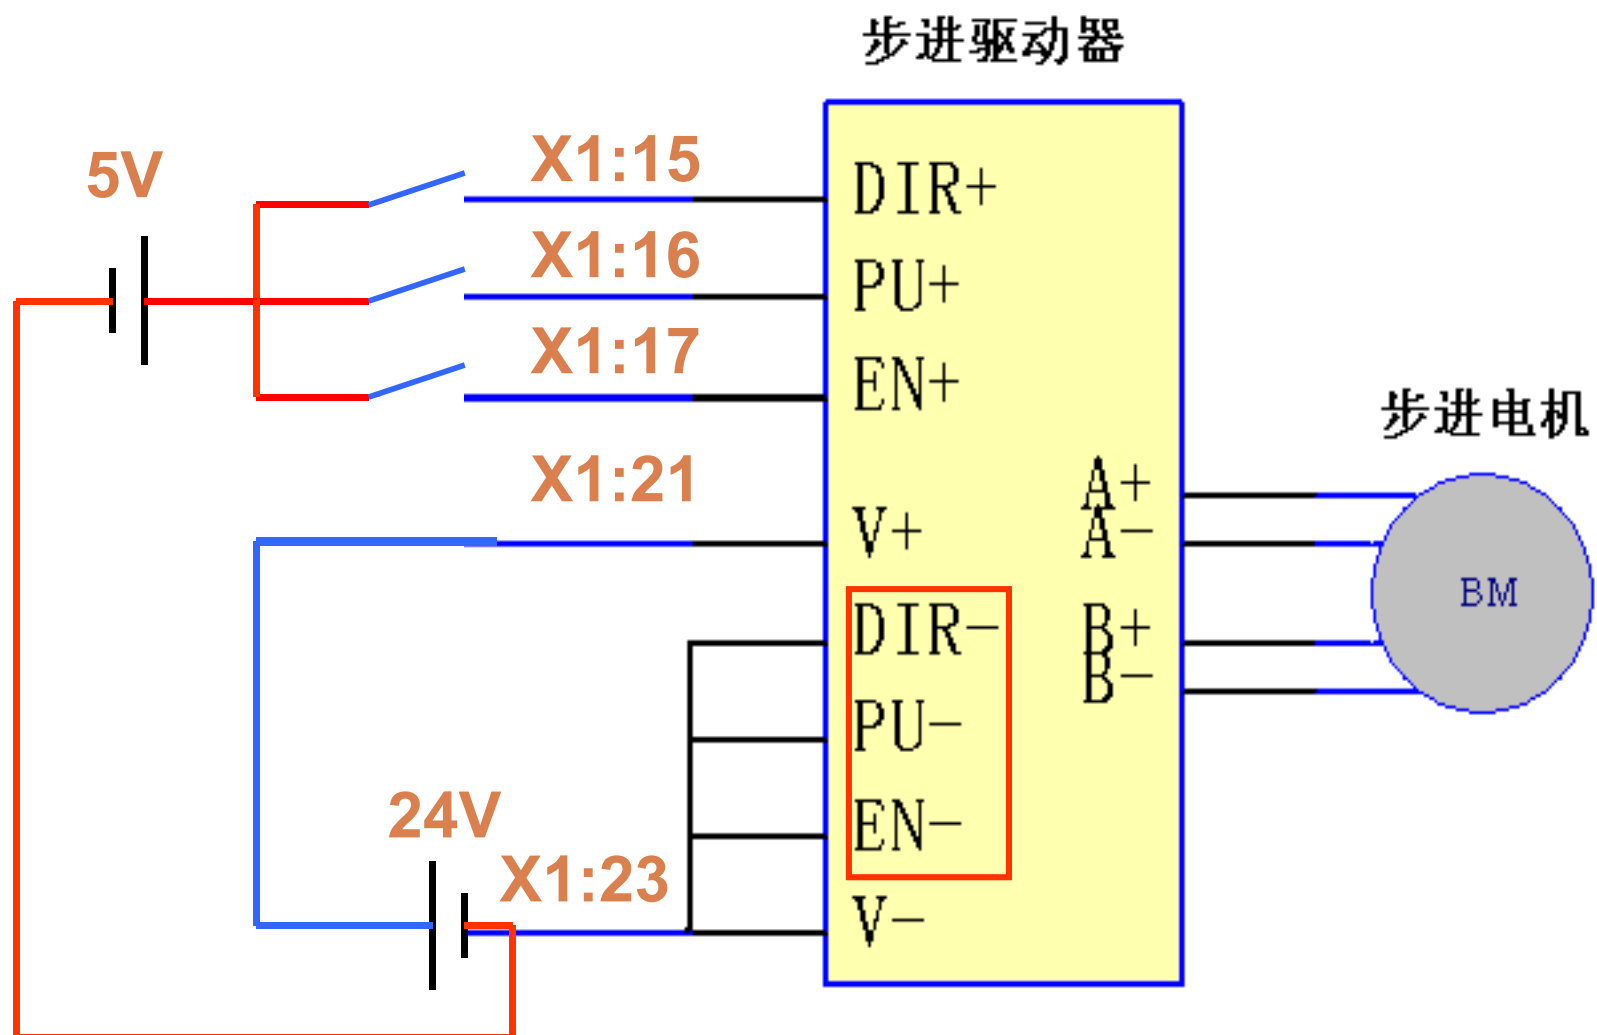 步进驱动器
5V
X1:15
DIR+
X1:16
PU+
X1:17
EN+
步进电机
X1:21
V+
A+
A-
BM
DIR-
B+
B-
PU-
24V
EN-
X1:23
V-